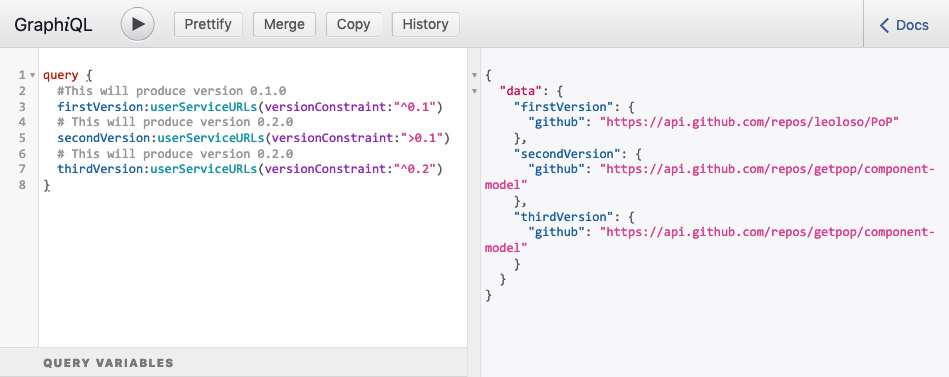 GraphiQL Prettify Merge Copy History Docs
1 query {
2 #This will produce version 0.1.0
3 firstVersion:userServiceURLs(versionConstraint:"^0.1")
4 # This will produce version 0.2.0
5 secondVersion:userServiceURLs(versionConstraint:">0.1")
6 # This will produce version 0.2.0
7 thirdVersion:userServiceURLs(versionConstraint:"^0.2")
8 }
QUERY VARIABLES
{
"data": {
"firstVersion": {
"github": "https://api.github.com/repos/leoloso/PoP"
},
"secondVersion": {
"github": "https://api.github.com/repos/getpop/component-
model"
},
"thirdVersion": {
"github": "https://api.github.com/repos/getpop/component-
model"
}
}
}